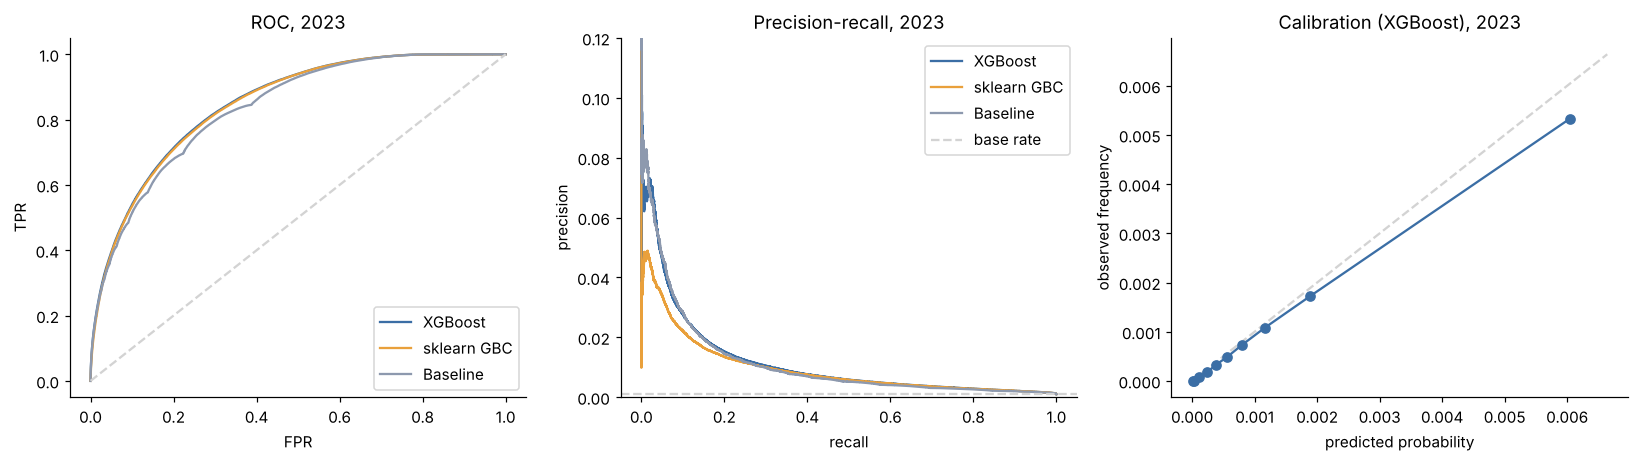 ROC, 2023
TPR
1.0
0.8
0.6
0.4
0.2
0.0
0.0 0.2 0.4 0.6 0.8 1.0
FPR
XGBoost
sklearn GBC
Baseline
Precision-recall, 2023
precision
0.12
0.10
0.08
0.06
0.04
0.02
0.00
0.0 0.2 0.4 0.6 0.8 1.0
recall
XGBoost
sklearn GBC
Baseline
base rate
Calibration (XGBoost), 2023
observed frequency
0.006
0.005
0.004
0.003
0.002
0.001
0.000
0.000 0.001 0.002 0.003 0.004 0.005 0.006
predicted probability